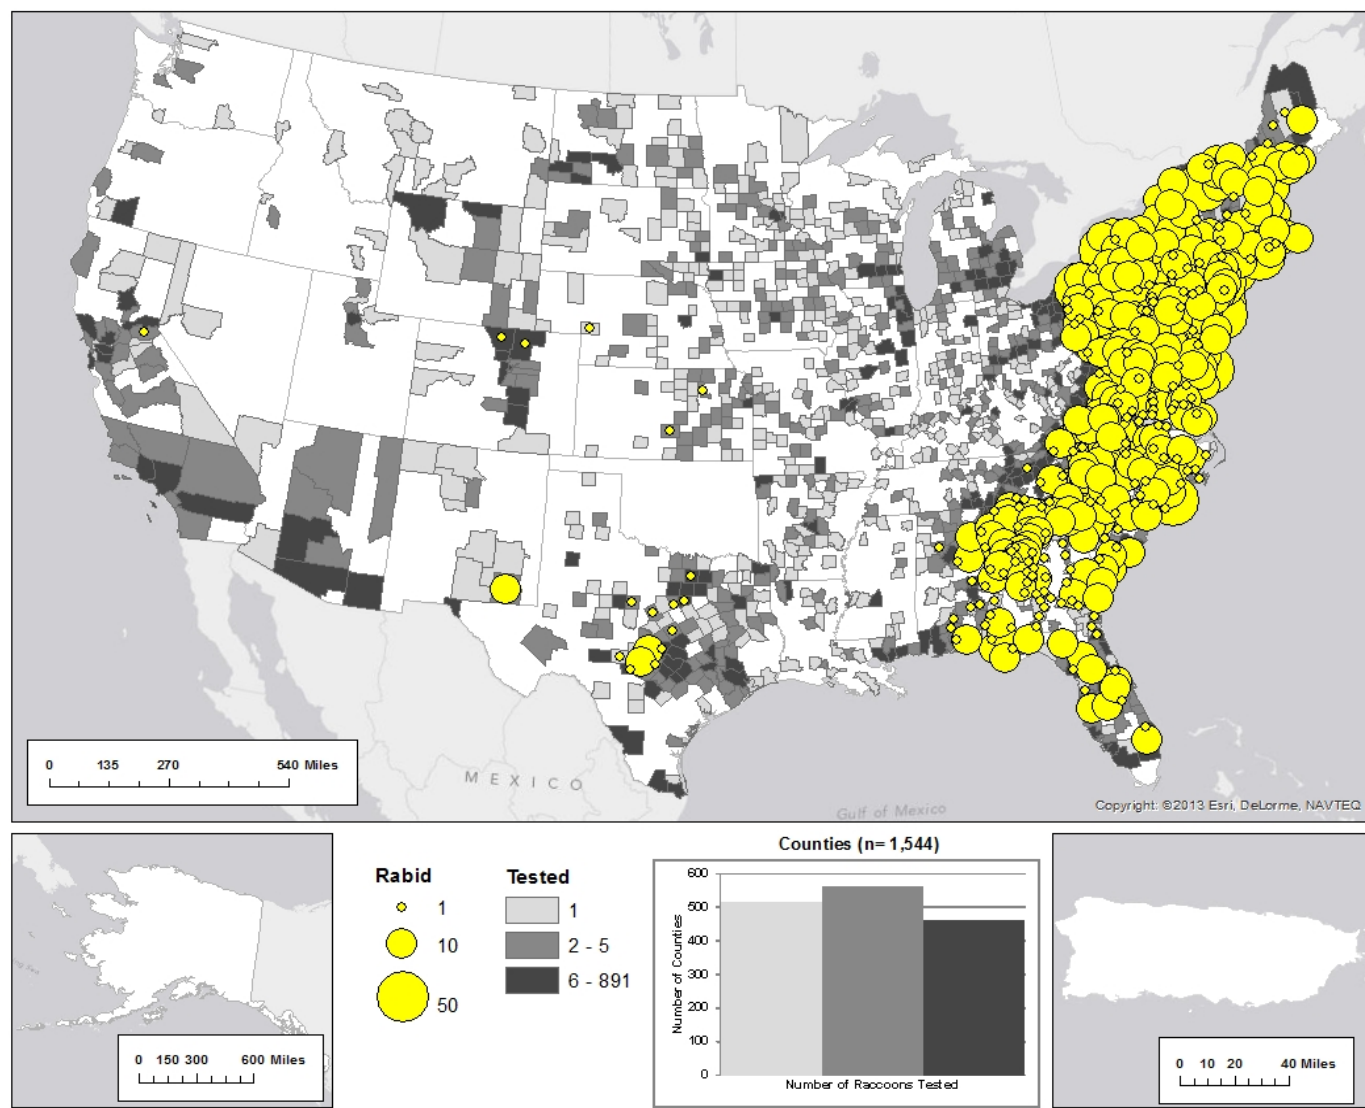 0 135 270 540 Miles
MEXICO
Gulf of Mexico
Copyright: ©2013 Esri, DeLorme, NAVTEQ
0 150 300 600 Miles
Rabid
1
10
50
Tested
1
2 - 5
6 - 891
Counties (n= 1,544)
Number of Counties
600
500
400
300
200
100
0
Number of Raccoons Tested
0 10 20 40 Miles